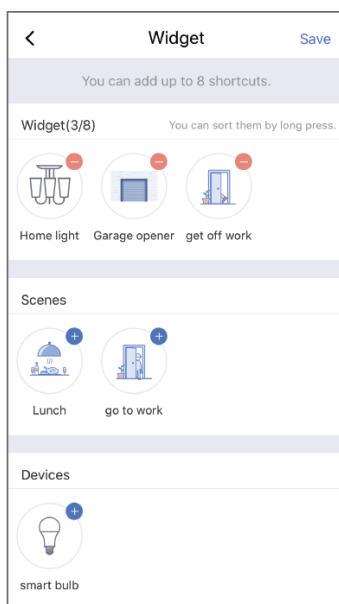 Widget
Save
You can add up to 8 shortcuts.
Widget(3/8)
You can sort them by long press.
Home light
Garage opener
get off work
Scenes
Lunch
go to work
Devices
smart bulb